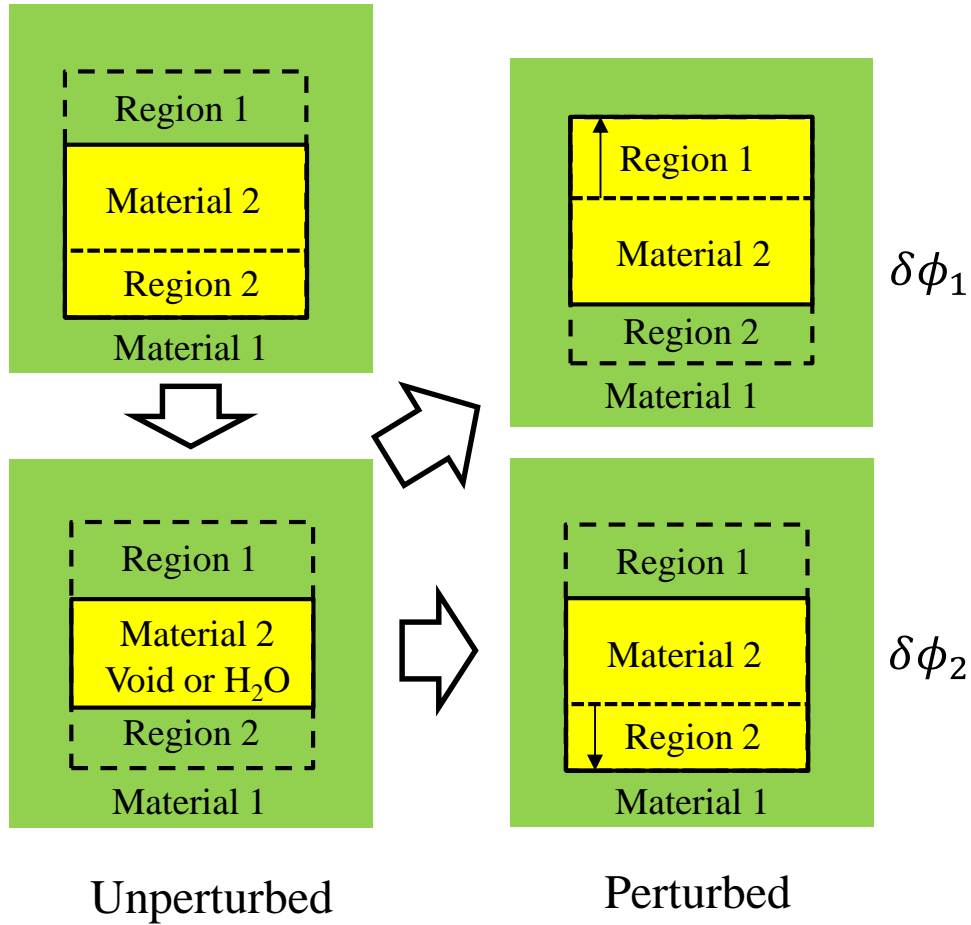 Region 1
Material 2
Region 2
Material 1
Region 1
Material 2
Region 2
Material 1
δϕ₁
Region 1
Material 2
Void or H₂O
Region 2
Material 1
Region 1
Material 2
Region 2
Material 1
δϕ₂
Unperturbed
Perturbed